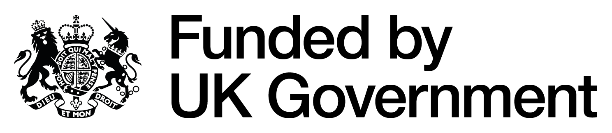 Funded by
UK Government
DIEU ET MON DROIT